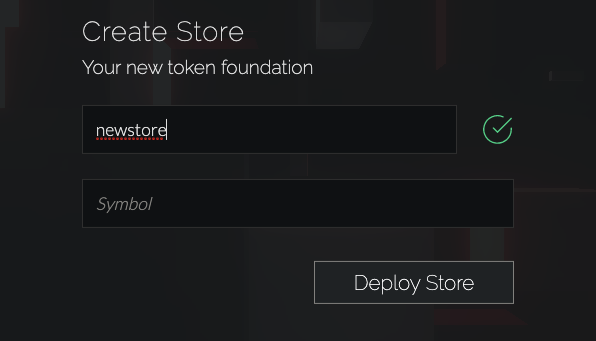 Create Store
Your new token foundation
newstore
Symbol
Deploy Store